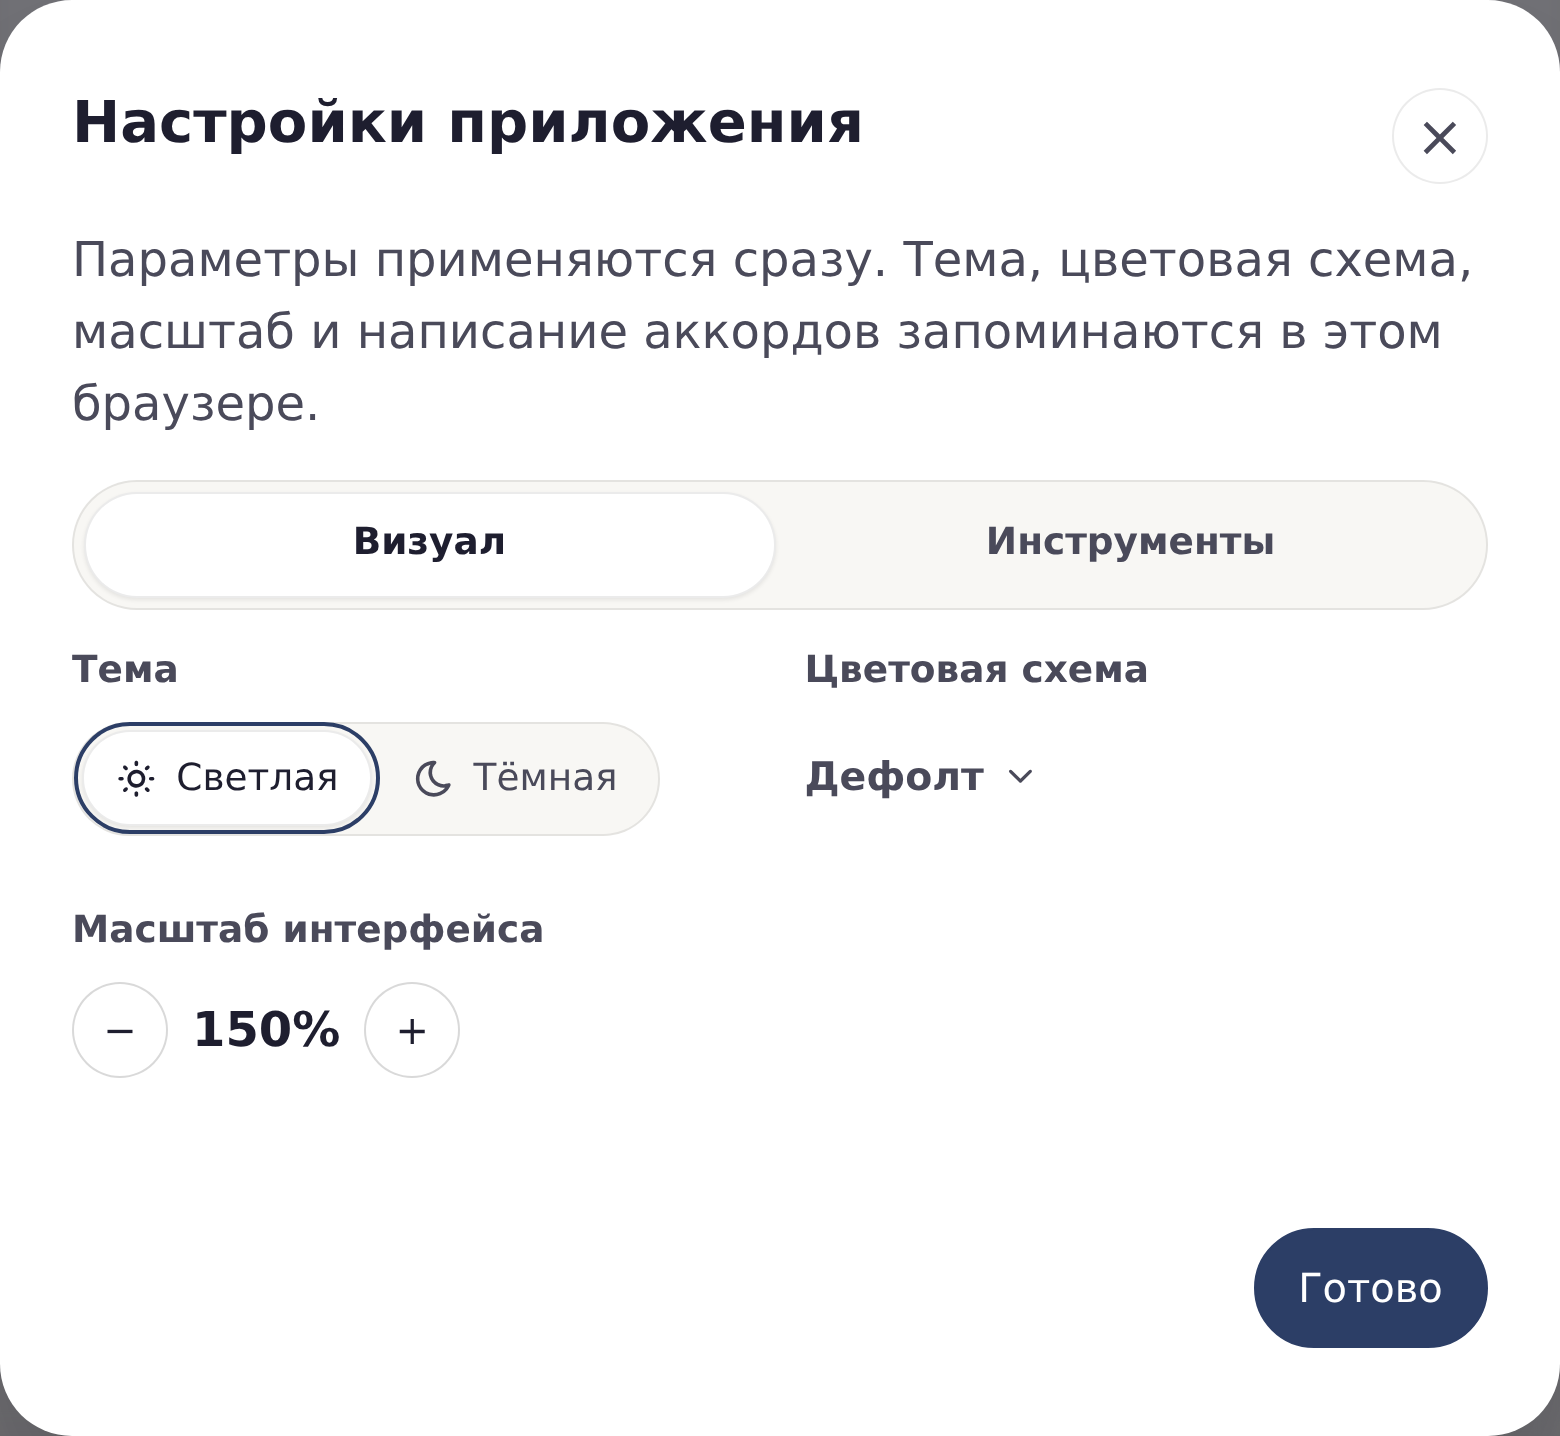 Настройки приложения
Параметры применяются сразу. Тема, цветовая схема,
масштаб и написание аккордов запоминаются в этом
браузере.
Визуал
Инструменты
Тема
Цветовая схема
Светлая
Тёмная
Дефолт
Масштаб интерфейса
− 150% +
Готово